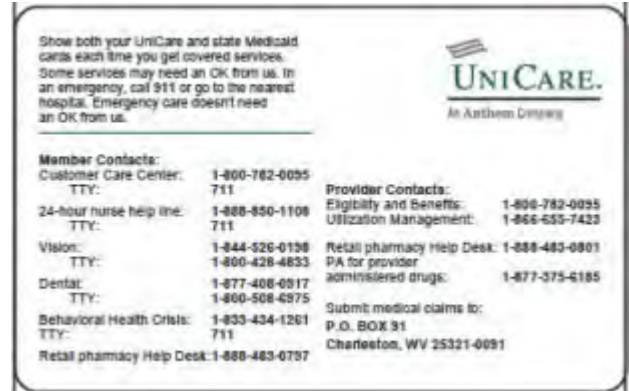 Show both your UniCare and state Medicaid
cards each time you get covered services.
Some services may need an OK from us. In
an emergency, call 911 or go to the nearest
hospital. Emergency care doesn't need
an OK from us.
UNICARE.
An Anthem Company
Member Contacts:
Customer Care Center: 1-800-782-0095
TTY: 711
24-hour nurse help line: 1-888-850-1108
TTY: 711
Vision: 1-844-526-0198
TTY: 1-800-428-4833
Dental: 1-877-408-0917
TTY: 1-800-508-6975
Behavioral Health Crisis: 1-833-434-1261
TTY: 711
Retail pharmacy Help Desk: 1-888-483-0797
Provider Contacts:
Eligibility and Benefits: 1-800-782-0095
Utilization Management: 1-866-655-7423
Retail pharmacy Help Desk: 1-888-483-0801
PA for provider
administered drugs: 1-877-375-6185
Submit medical claims to:
P.O. BOX 91
Charleston, WV 25321-0091